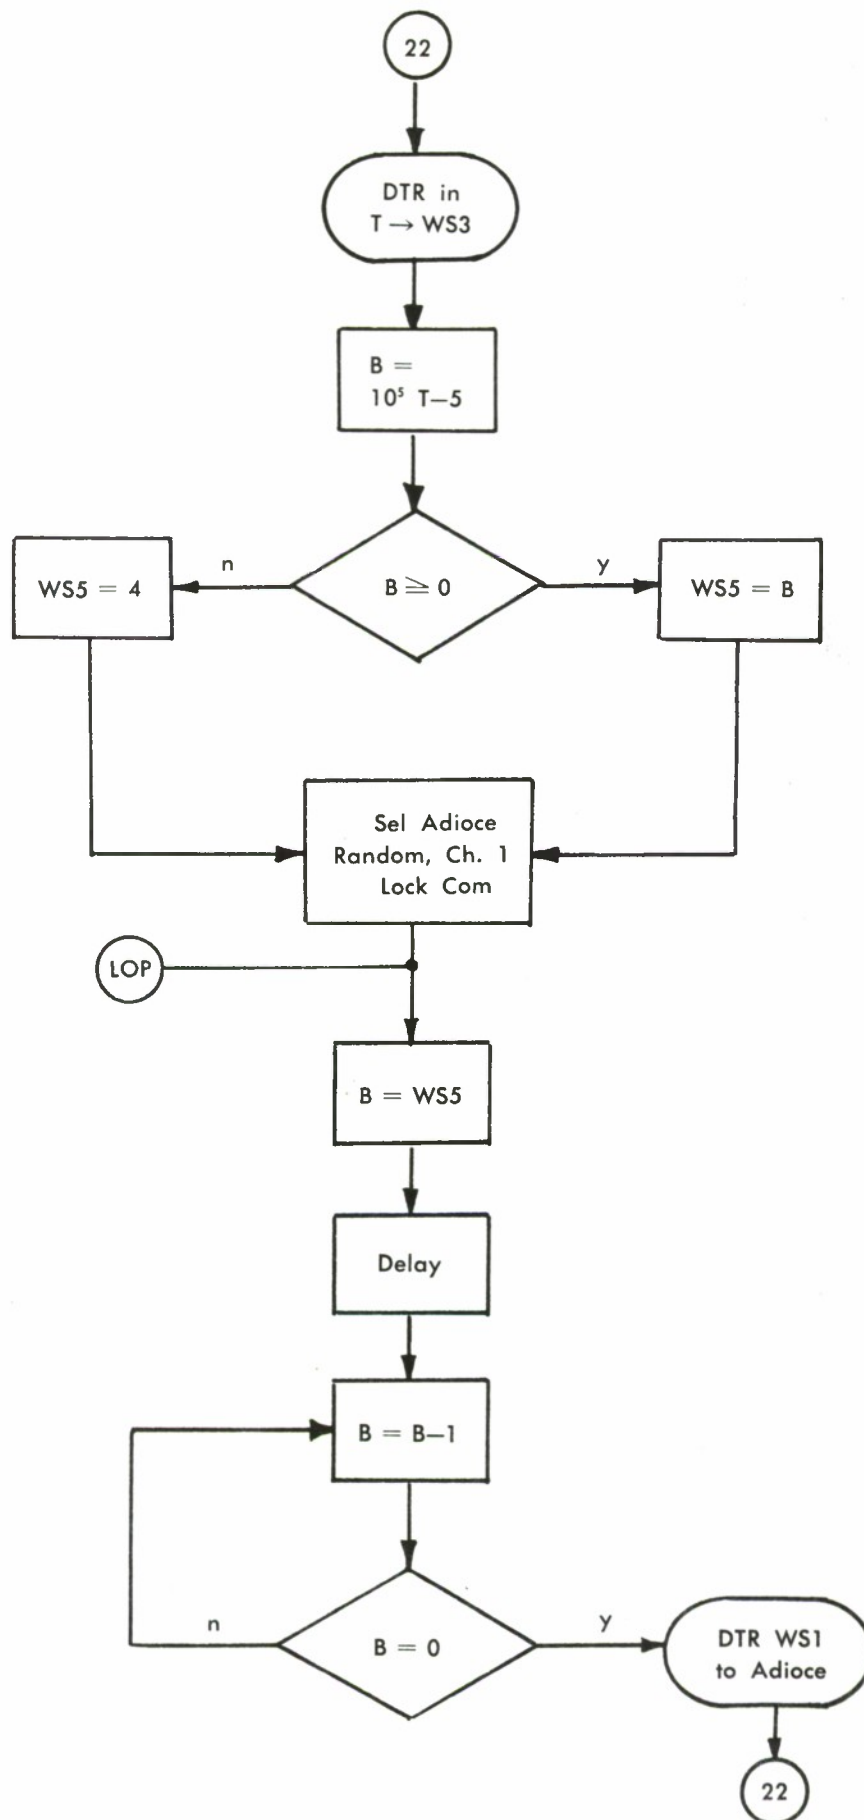 22
DTR in
T → WS3
B =
10⁵ T—5
n
y
WS5 = 4
B ≧ 0
WS5 = B
Sel Adioce
Random, Ch. 1
Lock Com
LOP
B = WS5
Delay
B = B—1
n
y
B = 0
DTR WS1
to Adioce
22